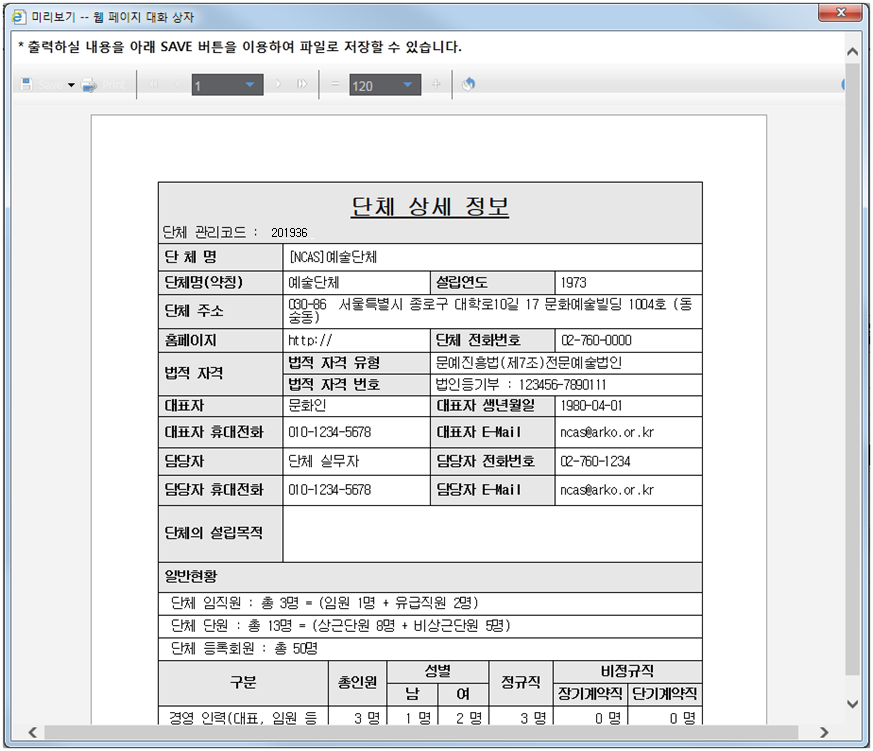 미리보기 -- 웹 페이지 대화 상자
* 출력하실 내용을 아래 SAVE 버튼을 이용하여 파일로 저장할 수 있습니다.
Save Print 1 120
단체 상세 정보
단체 관리코드 : 201936
단 체 명 [NCAS]예술단체
단체명(약칭) 예술단체 설립연도 1973
단체 주소 030-86 서울특별시 종로구 대학로10길 17 문화예술빌딩 1004호 (동
숭동)
홈페이지 http:// 단체 전화번호 02-760-0000
법적 자격 법적 자격 유형 문예진흥법(제7조)전문예술법인
법적 자격 번호 법인등기부 : 123456-7890111
대표자 문화인 대표자 생년월일 1980-04-01
대표자 휴대전화 010-1234-5678 대표자 E-Mail ncas@arko.or.kr
담당자 단체 실무자 담당자 전화번호 02-760-1234
담당자 휴대전화 010-1234-5678 담당자 E-Mail ncas@arko.or.kr
단체의 설립목적
일반현황
단체 임직원 : 총 3명 = (임원 1명 + 유급직원 2명)
단체 단원 : 총 13명 = (상근단원 8명 + 비상근단원 5명)
단체 등록회원 : 총 50명
구분 총인원 성별 정규직 비정규직
남 여 장기계약직 단기계약직
경영 인력(대표, 임원 등 3 명 1 명 2 명 3 명 0 명 0 명